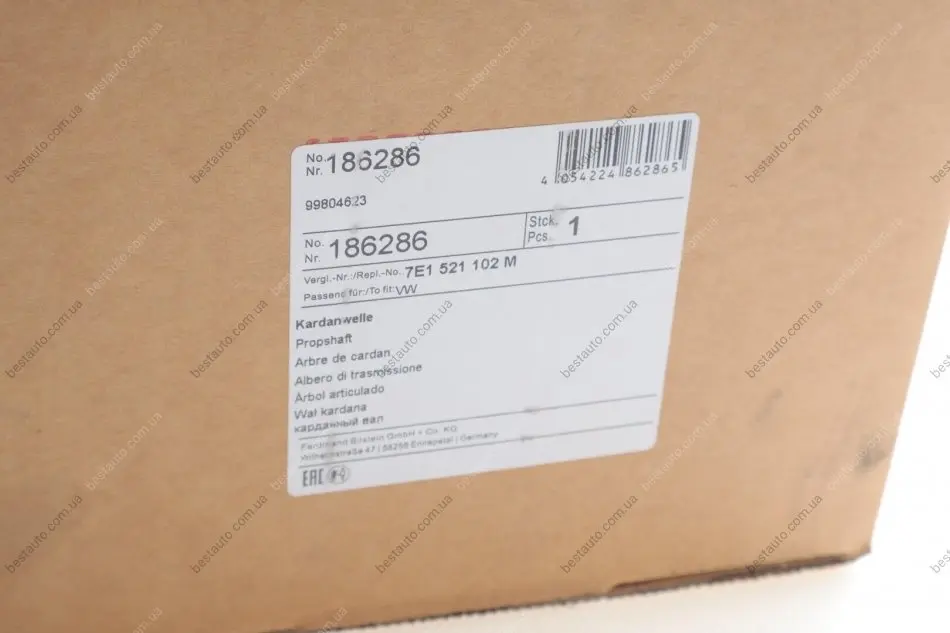 No. 186286
Nr.
4 054224 862865
99804623
No. 186286
Nr.
Stck. 1
Pcs.
Vergl.-Nr.:/Repl.-No.: 7E1 521 102 M
Passend für:/To fit: VW
Kardanwelle
Propshaft
Arbre de cardan
Albero di trasmissione
Árbol articulado
Wał kardana
карданный вал
Ferdinand Bilstein GmbH + Co. KG
Wilhelmstraße 47 | 58256 Ennepetal | Germany
EAC
bestauto.com.ua